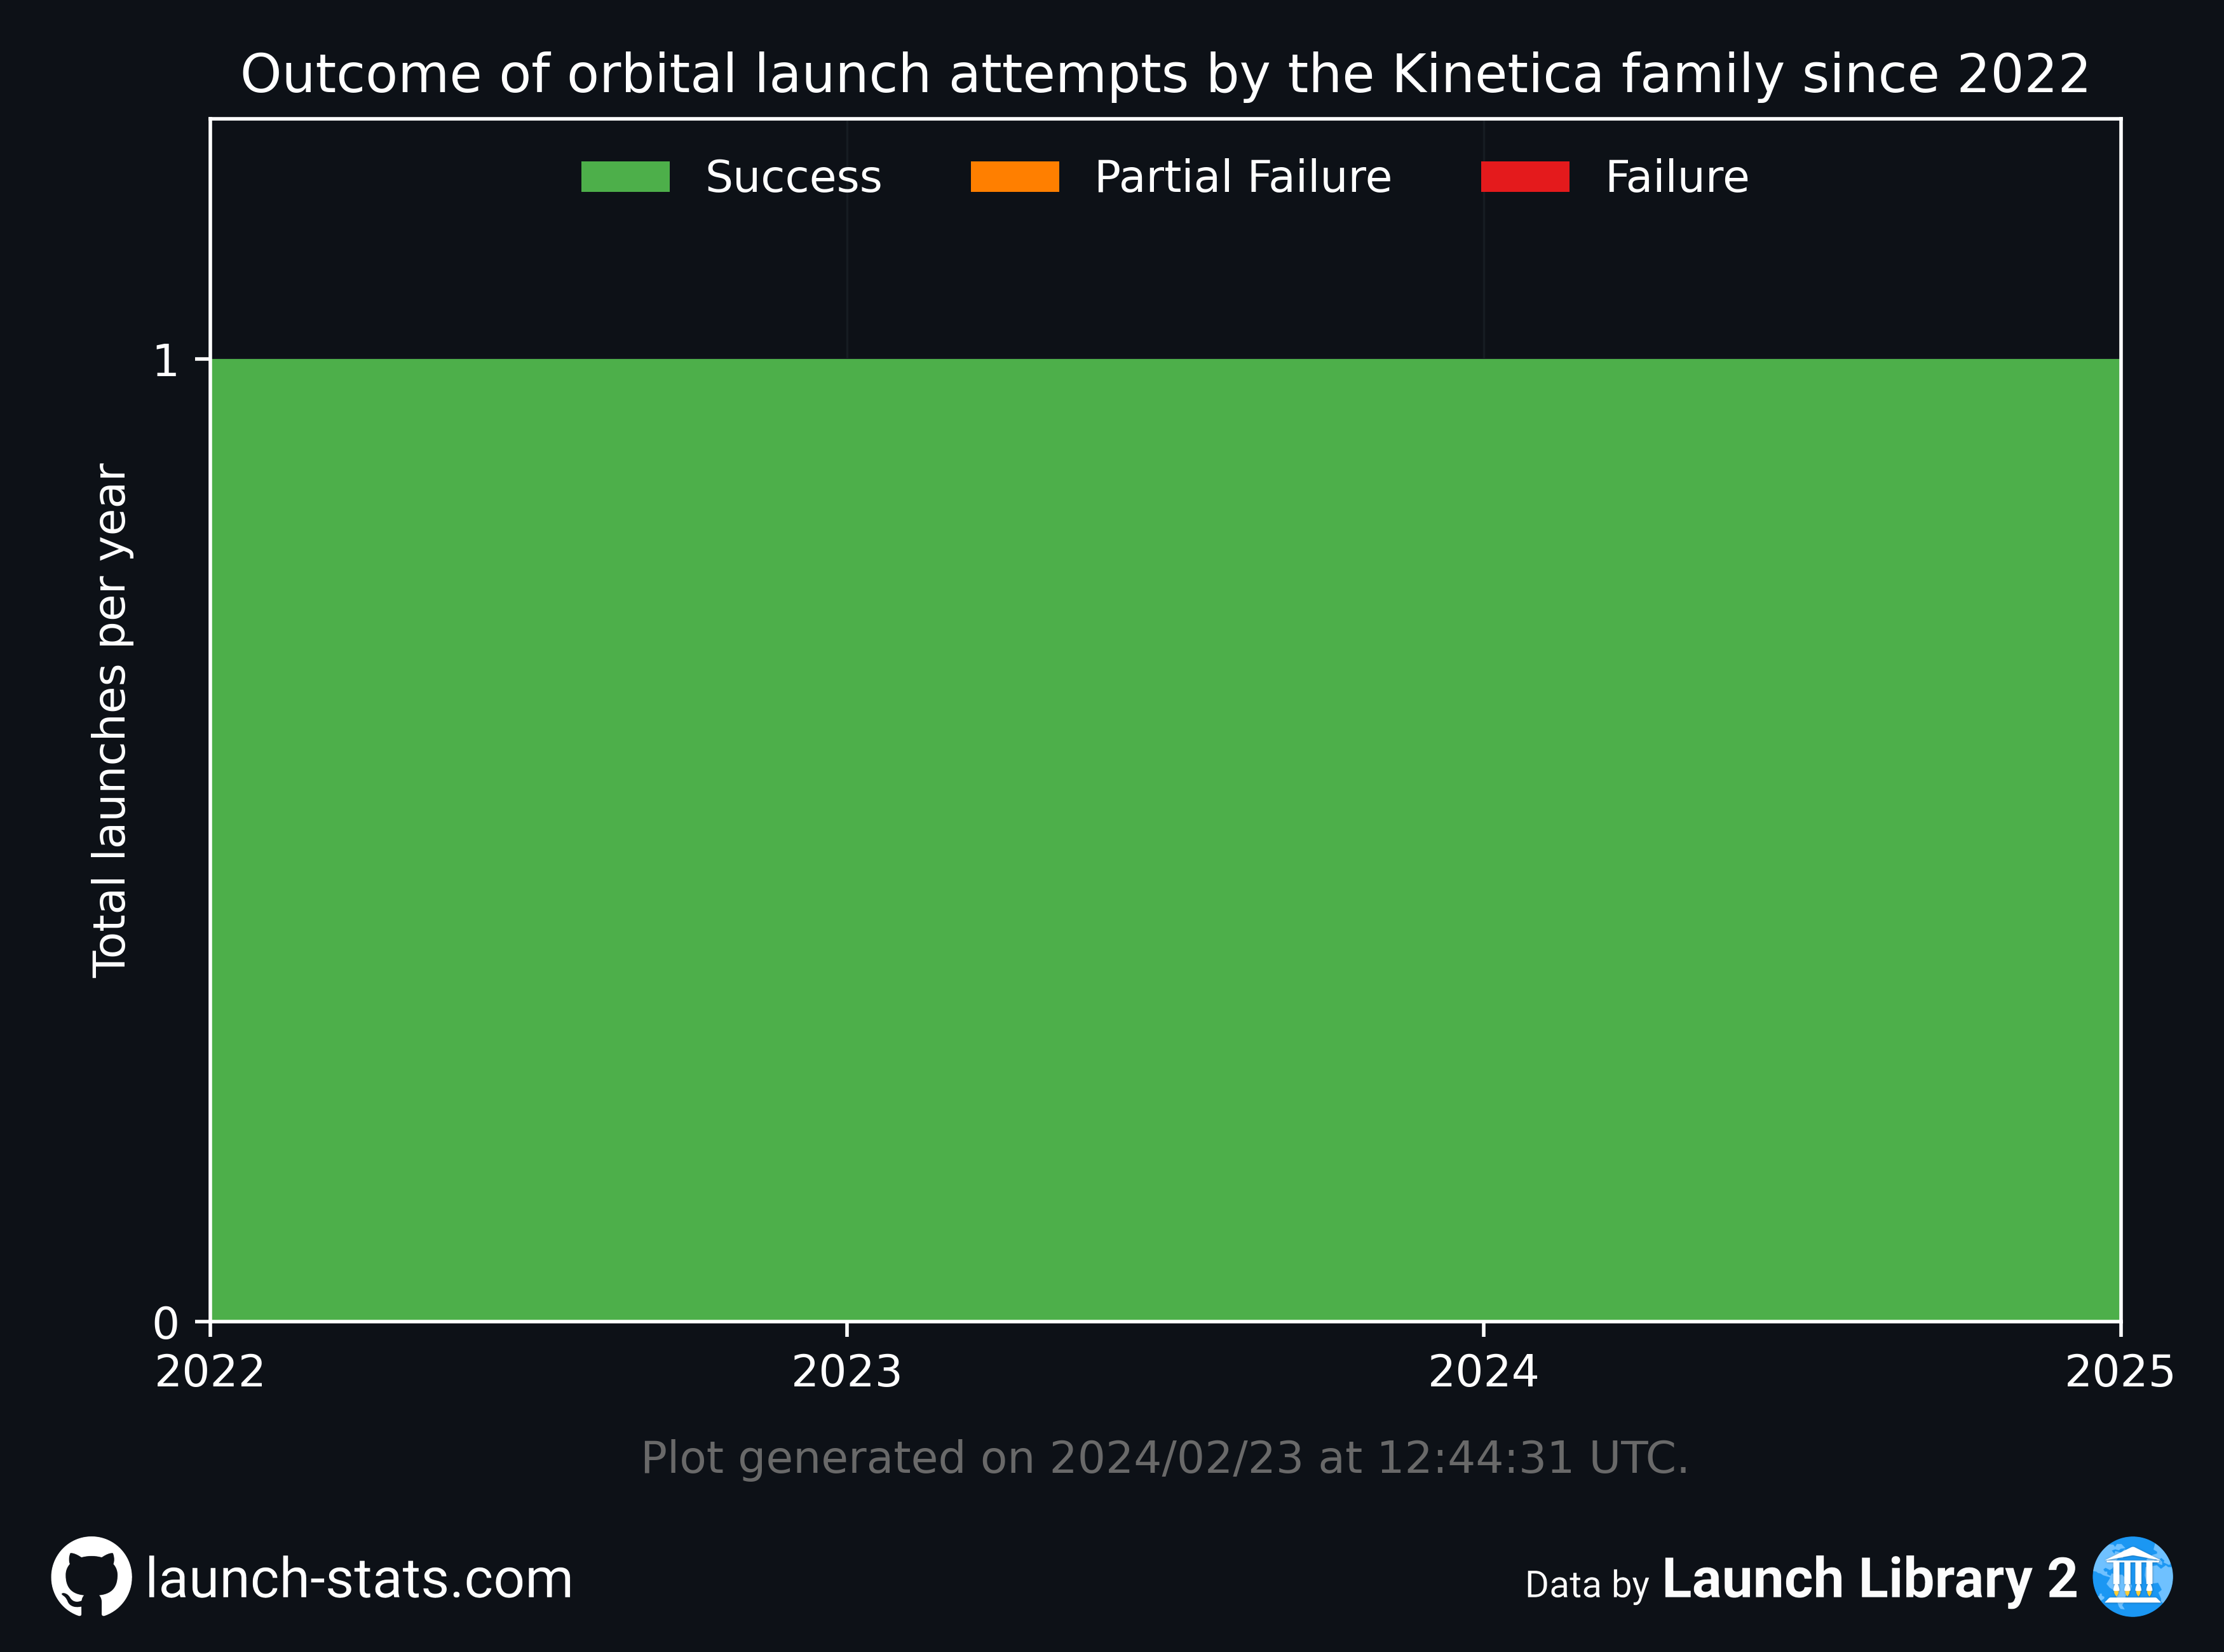 Outcome of orbital launch attempts by the Kinetica family since 2022
Success Partial Failure Failure
Total launches per year
1
0
2022 2023 2024 2025
Plot generated on 2024/02/23 at 12:44:31 UTC.
launch-stats.com
Data by Launch Library 2